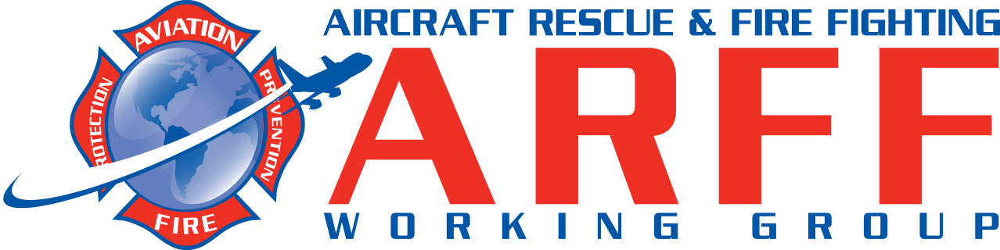 AVIATION
PROTECTION
PREVENTION
FIRE
AIRCRAFT RESCUE & FIRE FIGHTING
ARFF
WORKING GROUP